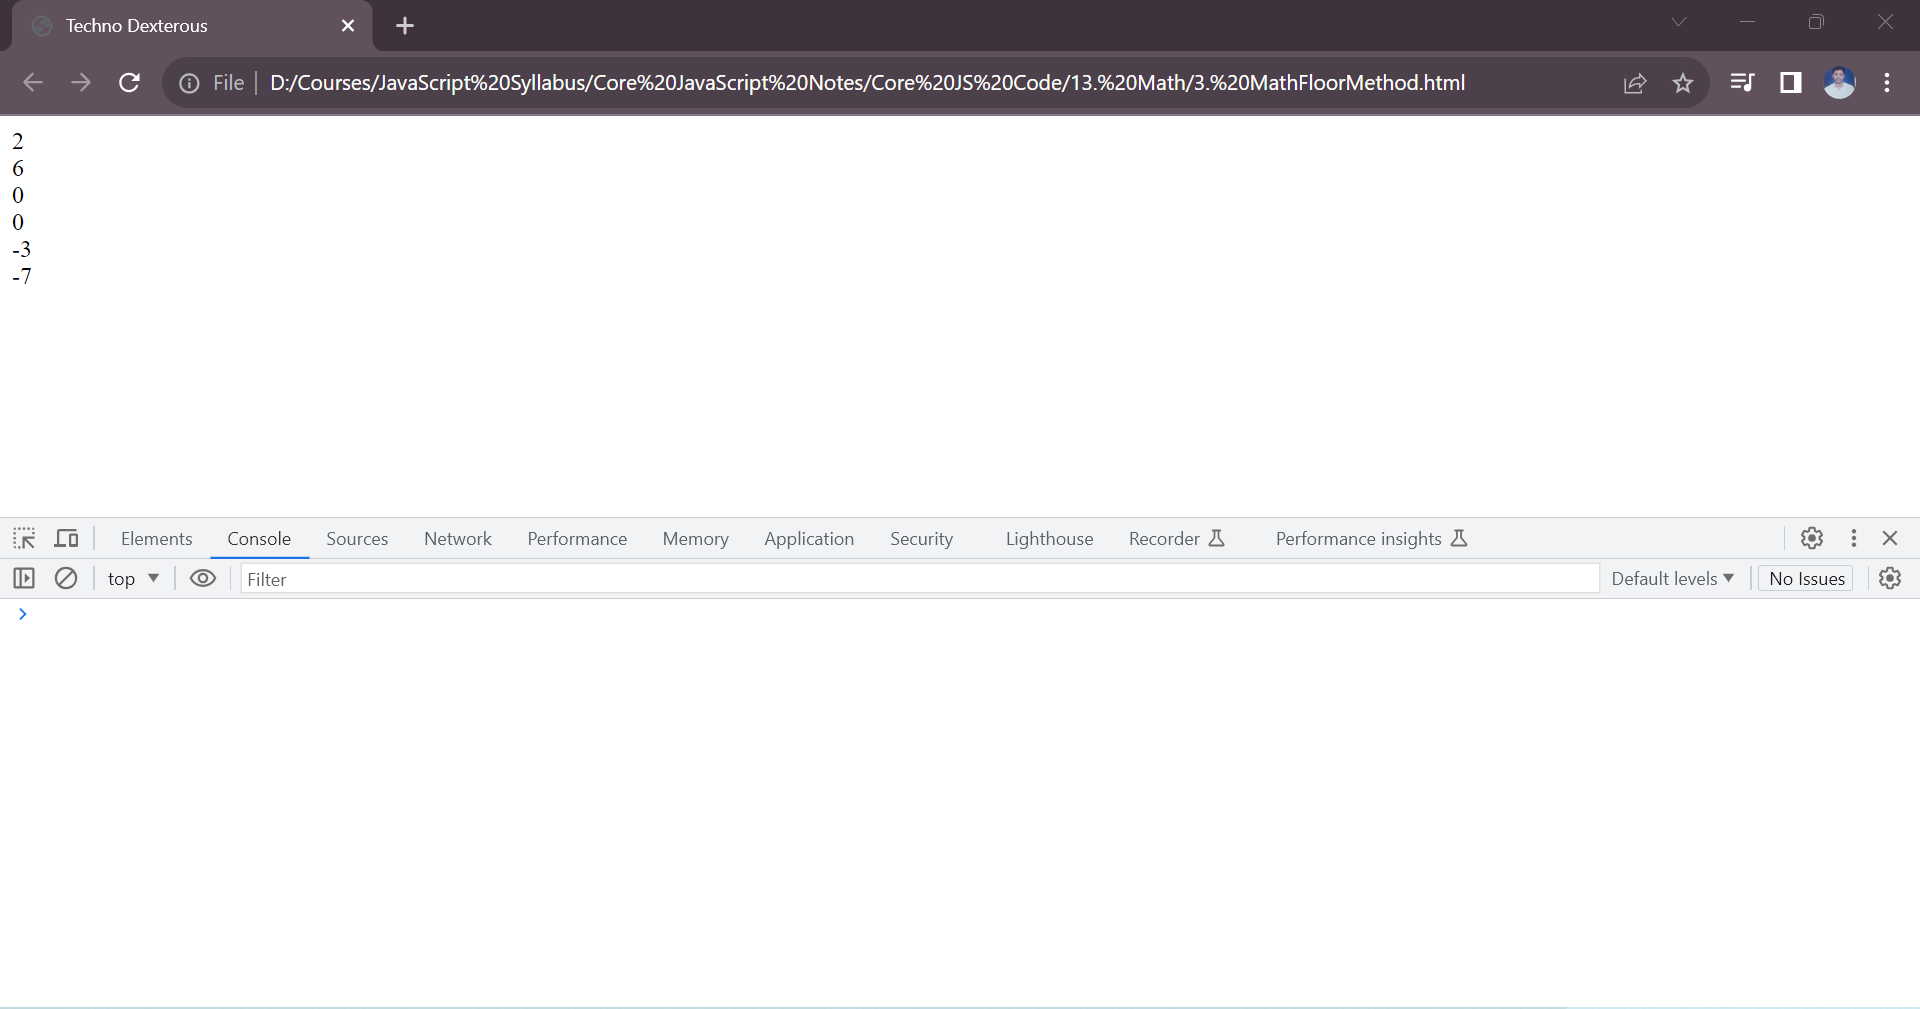 Techno Dexterous
File D:/Courses/JavaScript%20Syllabus/Core%20JavaScript%20Notes/Core%20JS%20Code/13.%20Math/3.%20MathFloorMethod.html
2
6
0
0
-3
-7
Elements Console Sources Network Performance Memory Application Security Lighthouse Recorder Performance insights
top Filter Default levels No Issues